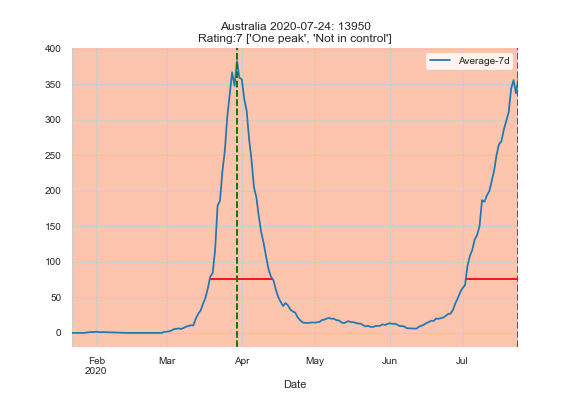 Australia 2020-07-24: 13950
Rating:7 ['One peak', 'Not in control']
Average-7d
400
350
300
250
200
150
100
50
0
Feb
2020
Mar
Apr
May
Jun
Jul
Date